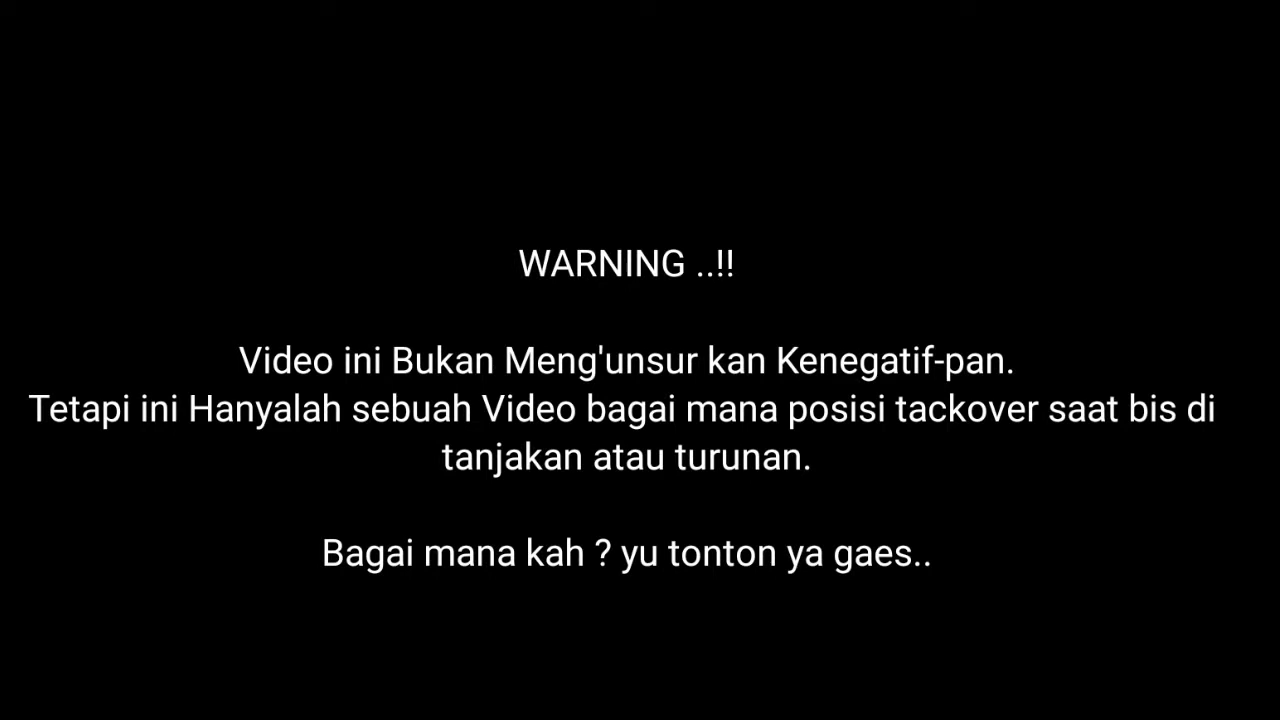 WARNING ..!!
Video ini Bukan Meng'unsur kan Kenegatif-pan.
Tetapi ini Hanyalah sebuah Video bagai mana posisi tackover saat bis di
tanjakan atau turunan.
Bagai mana kah ? yu tonton ya gaes..